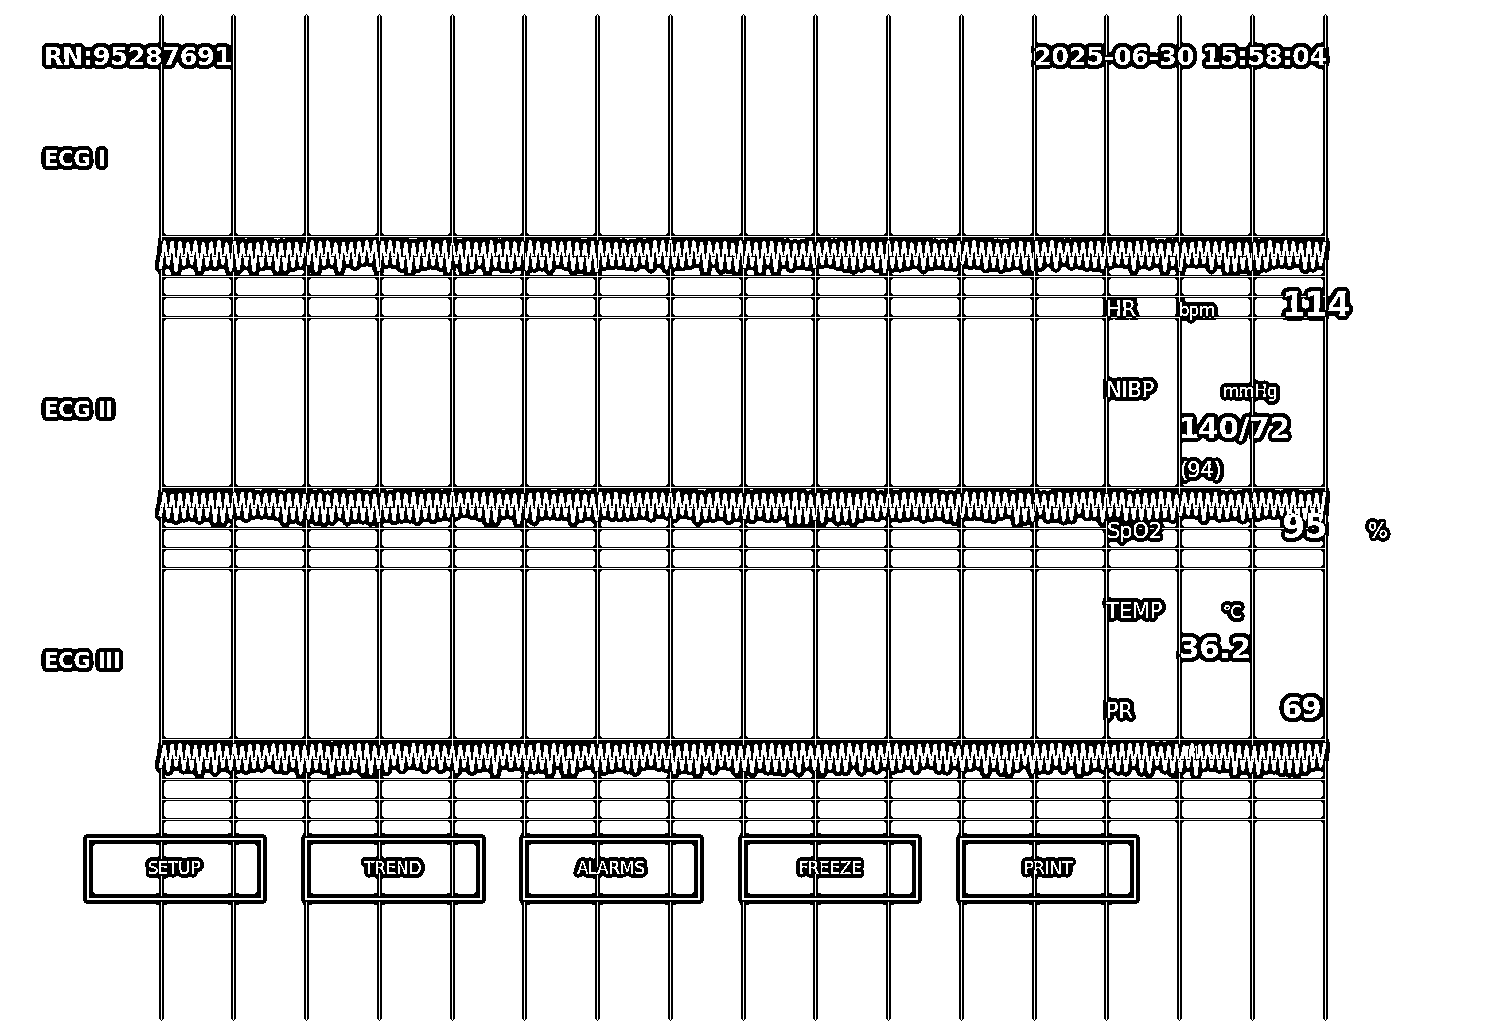 RN:95287691 2025-06-30 15:58:04
ECG I
HR bpm 114
NIBP mmHg
ECG II
140/72
(94)
SpO2 95 %
TEMP °C
36.2
ECG III
PR 69
SETUP TREND ALARMS FREEZE PRINT